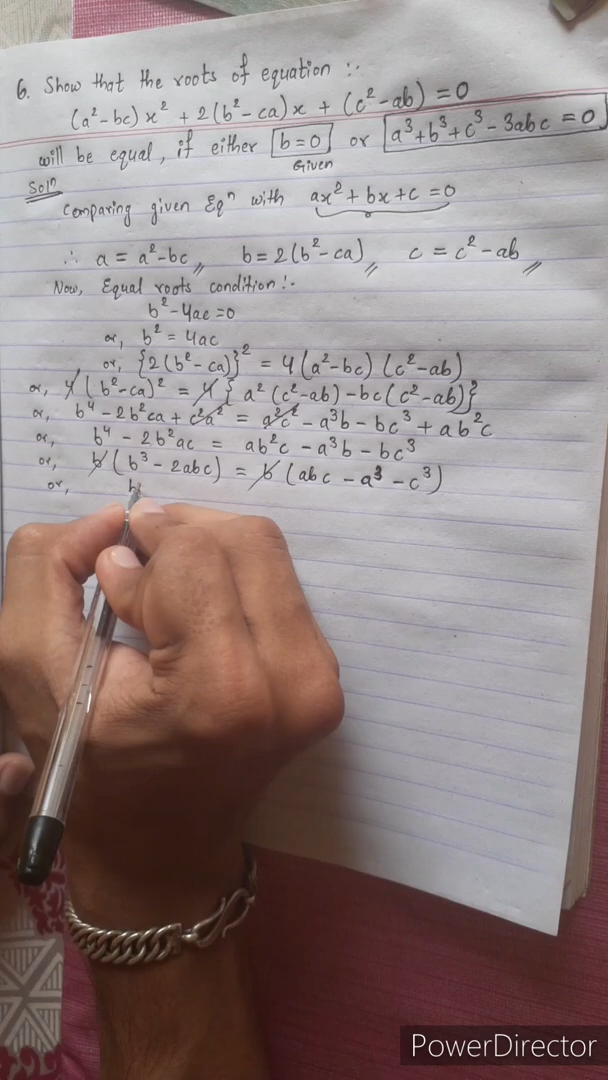 6. Show that the roots of equation :-
(a²-bc) x² + 2(b²-ca)x + (c²-ab) = 0
will be equal, if either b=0 or a³+b³+c³-3abc = 0
Given
Solⁿ
Comparing given Eqⁿ with ax²+bx+c=0
∴ a = a²-bc,, b=2(b²-ca),, c = c²-ab,,
Now, Equal roots condition:-
b²-4ac=0
or, b² = 4ac
or, {2(b²-ca)}² = 4(a²-bc) (c²-ab)
or, 4(b²-ca)² = 4{ a²(c²-ab)-bc(c²-ab)}
or, b⁴-2b²ca + c²a² = a²c² - a³b - bc³ + ab²c
or, b⁴ - 2b²ac = ab²c - a³b - bc³
or, b(b³-2abc) = b(abc - a³ - c³)
or, b
PowerDirector